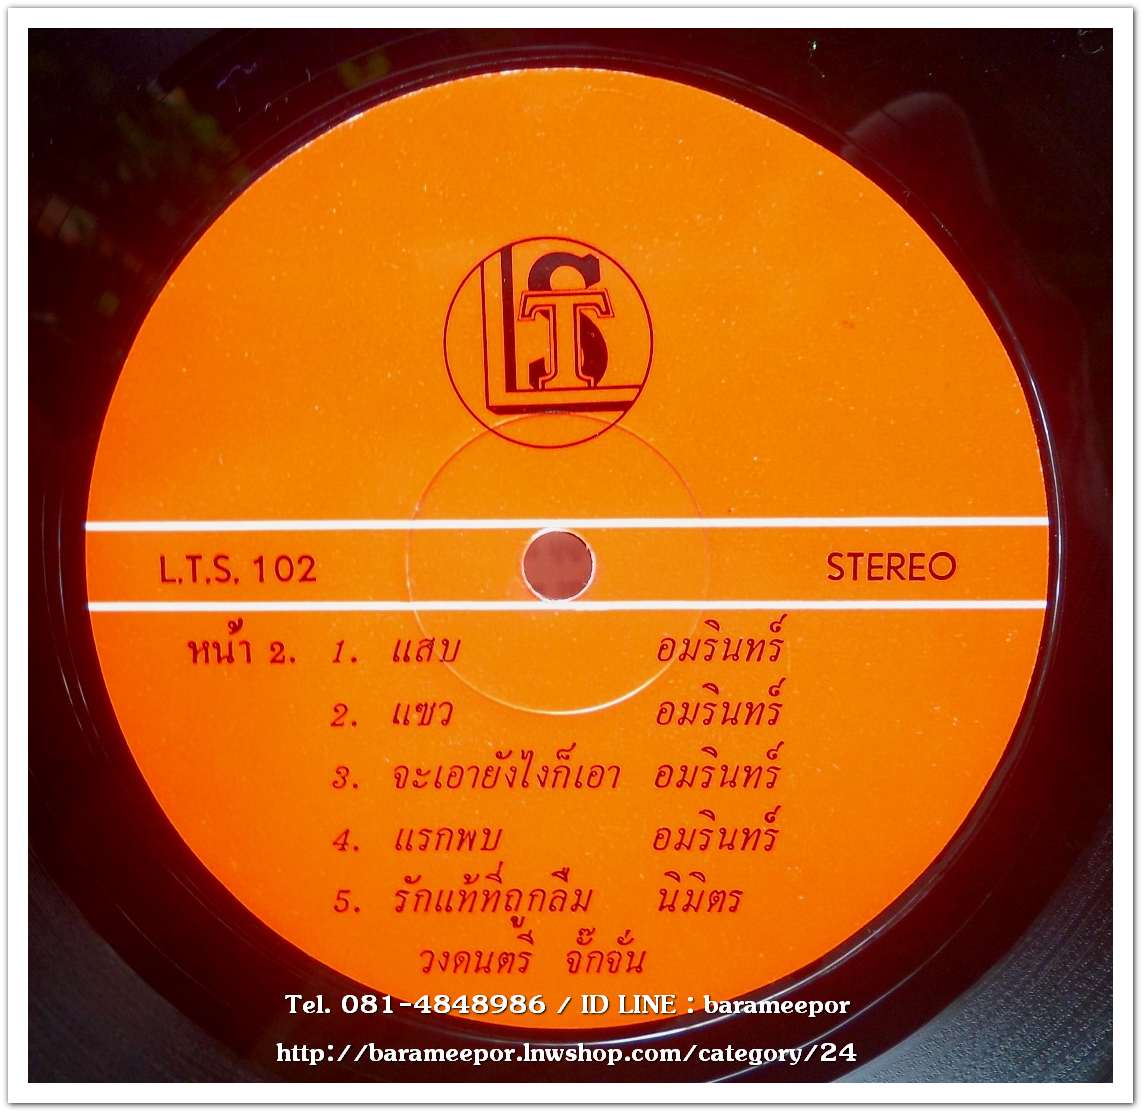 LST
L.T.S. 102 STEREO
หน้า 2. 1. แสบ อมรินทร์
2. แซว อมรินทร์
3. จะเอายังไงก็เอา อมรินทร์
4. แรกพบ อมรินทร์
5. รักแท้ที่ถูกลืม นิมิตร
วงดนตรี จั๊กจั่น
Tel. 081-4848986 / ID LINE : barameepor
http://barameepor.lnwshop.com/category/24